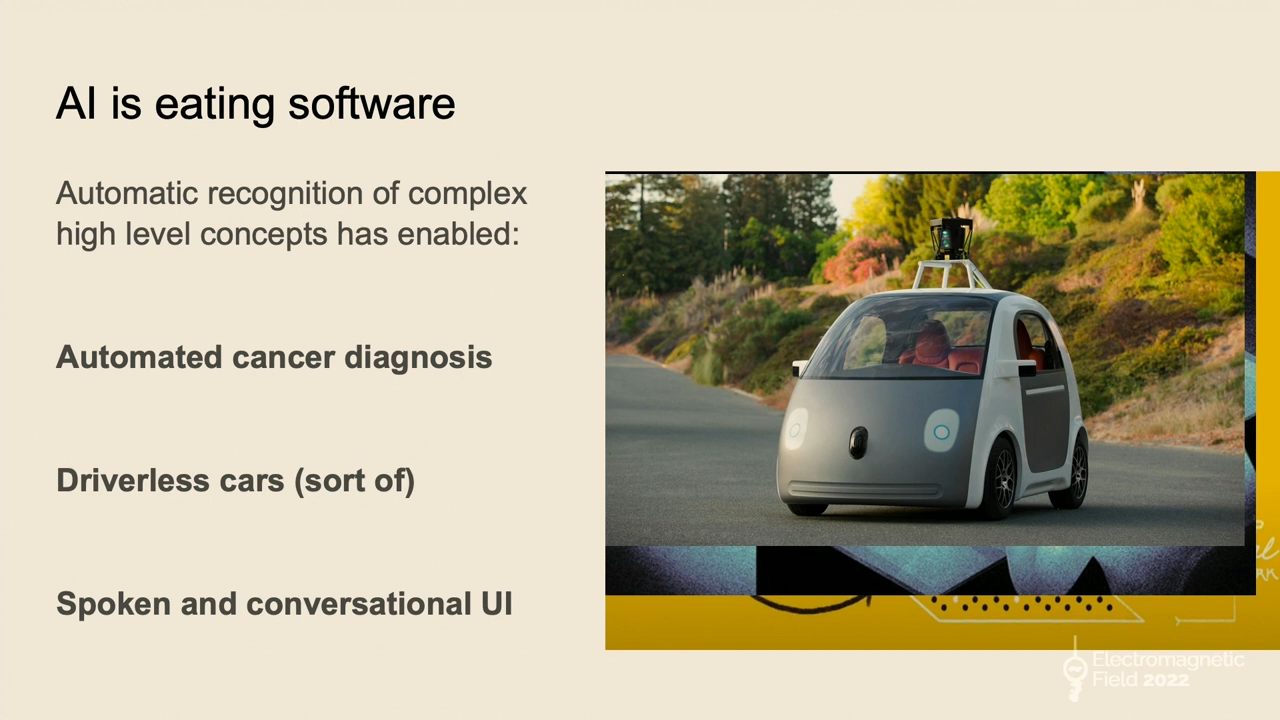 AI is eating software
Automatic recognition of complex
high level concepts has enabled:
Automated cancer diagnosis
Driverless cars (sort of)
Spoken and conversational UI
Electromagnetic
Field 2022